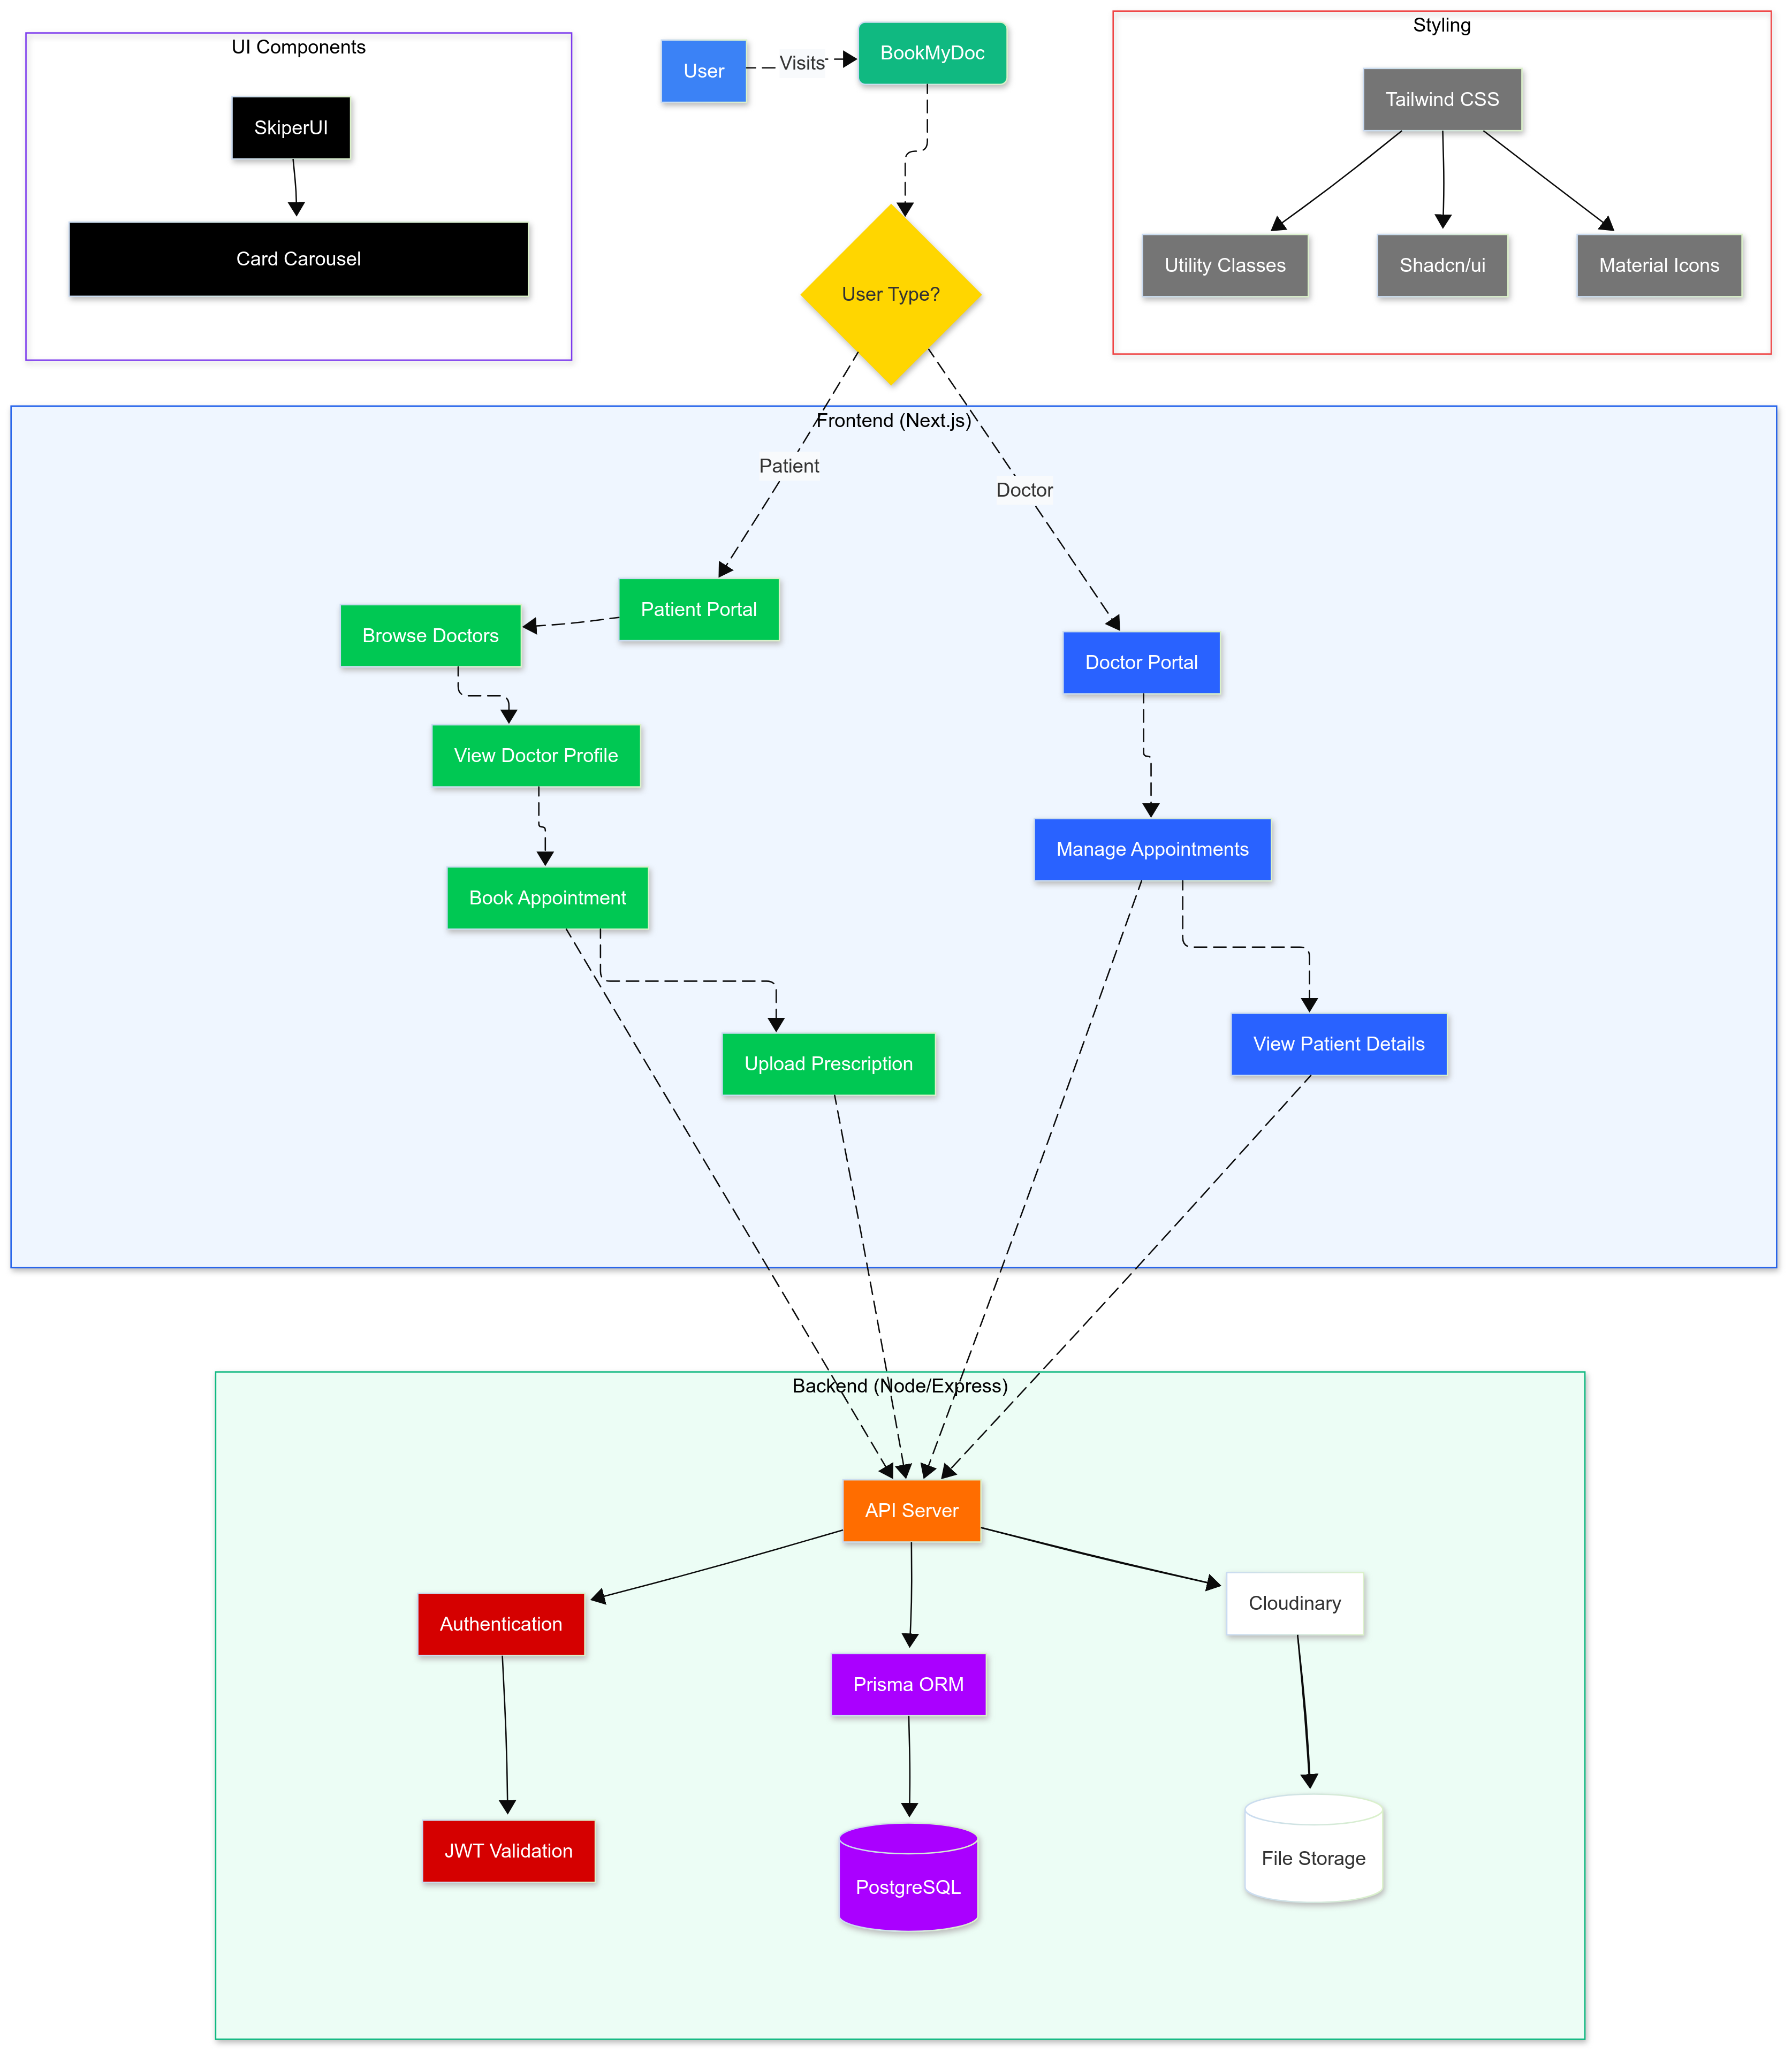 UI Components
SkiperUI
Card Carousel
User
Visits
BookMyDoc
User Type?
Styling
Tailwind CSS
Utility Classes
Shadcn/ui
Material Icons
Frontend (Next.js)
Patient
Doctor
Patient Portal
Browse Doctors
View Doctor Profile
Book Appointment
Upload Prescription
Doctor Portal
Manage Appointments
View Patient Details
Backend (Node/Express)
API Server
Authentication
JWT Validation
Prisma ORM
PostgreSQL
Cloudinary
File Storage